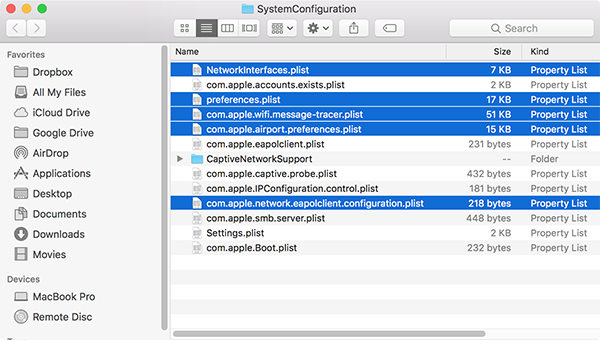 SystemConfiguration
Search
Favorites
Dropbox
All My Files
iCloud Drive
Google Drive
AirDrop
Applications
Desktop
Documents
Downloads
Movies
Devices
MacBook Pro
Remote Disc
Name Size Kind
NetworkInterfaces.plist 7 KB Property List
com.apple.accounts.exists.plist 2 KB Property List
preferences.plist 17 KB Property List
com.apple.wifi.message-tracer.plist 51 KB Property List
com.apple.airport.preferences.plist 15 KB Property List
com.apple.eapolclient.plist 231 bytes Property List
CaptiveNetworkSupport -- Folder
com.apple.captive.probe.plist 432 bytes Property List
com.apple.IPConfiguration.control.plist 181 bytes Property List
com.apple.network.eapolclient.configuration.plist 218 bytes Property List
com.apple.smb.server.plist 448 bytes Property List
Settings.plist 2 KB Property List
com.apple.Boot.plist 232 bytes Property List